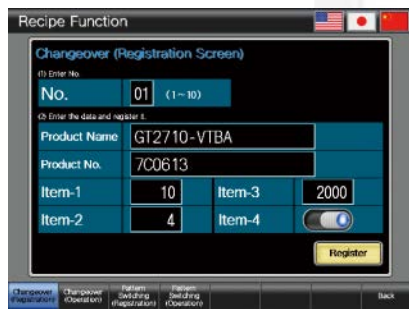 Recipe Function
Changeover (Registration Screen)
(1) Enter No.
No. 01 (1~10)
(2) Enter the date and register it.
Product Name GT2710-VTBA
Product No. 7C0613
Item-1 10 Item-3 2000
Item-2 4 Item-4
Register
Changeover (Registration) Changeover (Operation) Pattern Switching (Registration) Pattern Switching (Operation) Back